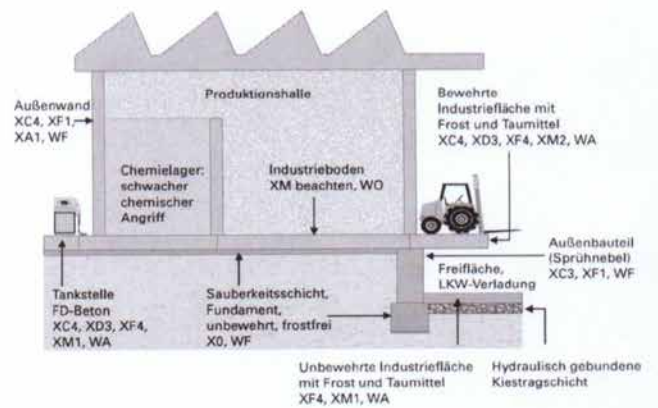 Produktionshalle
Außenwand
XC4, XF1,
XA1, WF
Chemielager:
schwacher
chemischer
Angriff
Industrieboden
XM beachten, WO
Bewehrte
Industriefläche mit
Frost und Taumittel
XC4, XD3, XF4, XM2, WA
Tankstelle
FD-Beton
XC4, XD3, XF4,
XM1, WA
Sauberkeitsschicht,
Fundament,
unbewehrt, frostfrei
X0, WF
Freifläche,
LKW-Verladung
Außenbauteil
(Sprühnebel)
XC3, XF1, WF
Unbewehrte Industriefläche
mit Frost und Taumittel
XF4, XM1, WA
Hydraulisch gebundene
Kiestragschicht